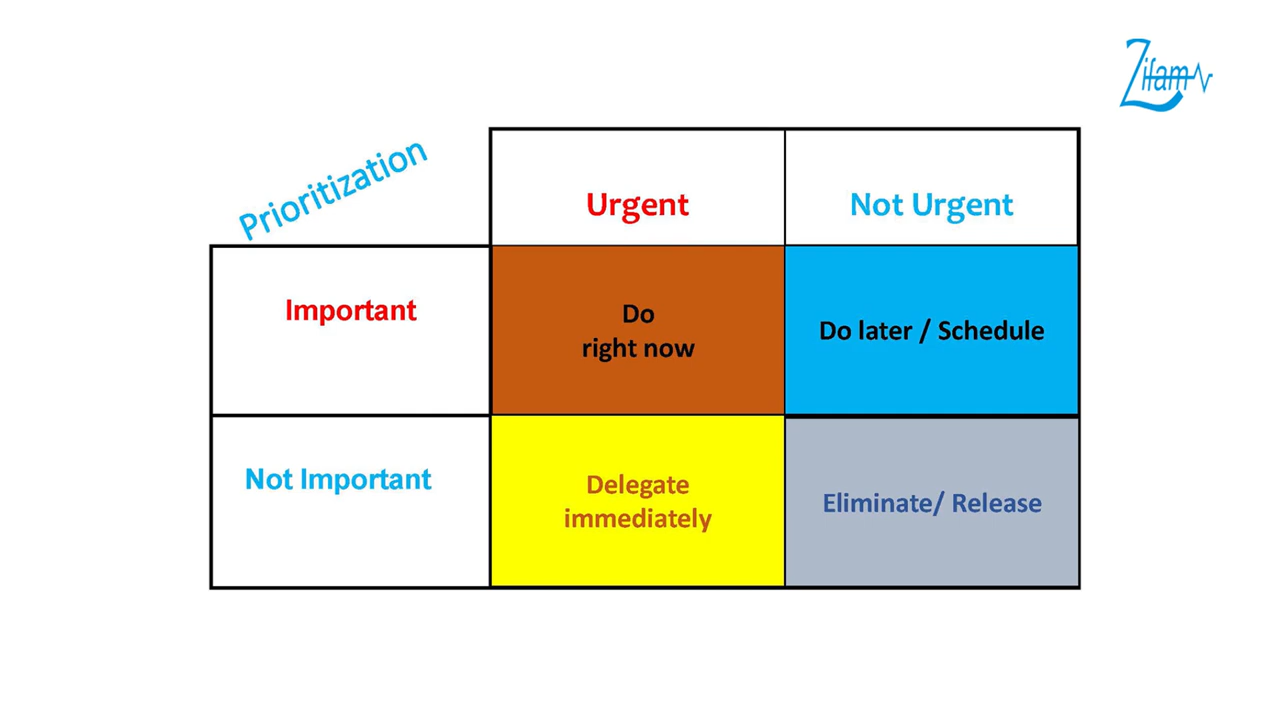 Zifam
Prioritization
Urgent
Not Urgent
Important
Do
right now
Do later / Schedule
Not Important
Delegate
immediately
Eliminate/ Release